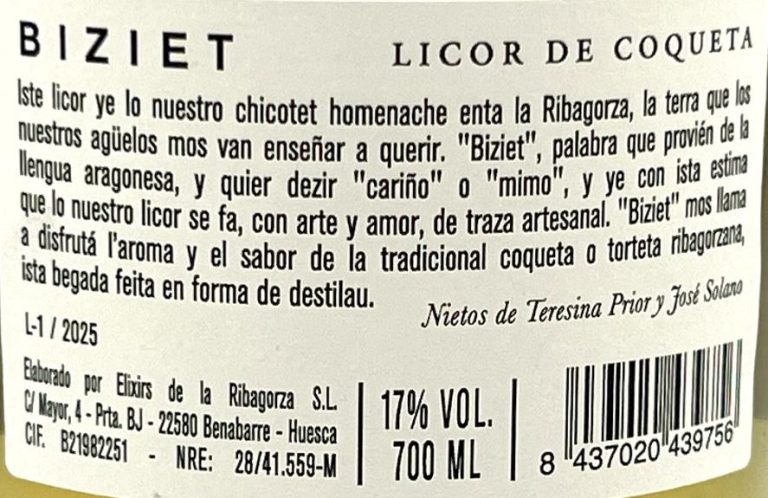 BIZIET
LICOR DE COQUETA
Iste licor ye lo nuestro chicotet homenache enta la Ribagorza, la terra que los
nuestros agüelos mos van enseñar a querir. "Biziet", palabra que provién de la
llengua aragonesa, y quier dezir "cariño" o "mimo", y ye con ista estima
que lo nuestro licor se fa, con arte y amor, de traza artesanal. "Biziet" mos llama
a disfrutá l'aroma y el sabor de la tradicional coqueta o torteta ribagorzana,
ista begada feita en forma de destilau.
Nietos de Teresina Prior y José Solano
L-1 / 2025
Elaborado por Elixirs de la Ribagorza S.L.
C/ Mayor, 4 - Prta. BJ - 22580 Benabarre - Huesca
CIF. B21982251 - NRE: 28/41.559-M
17% VOL.
700 ML
8 437020 439756